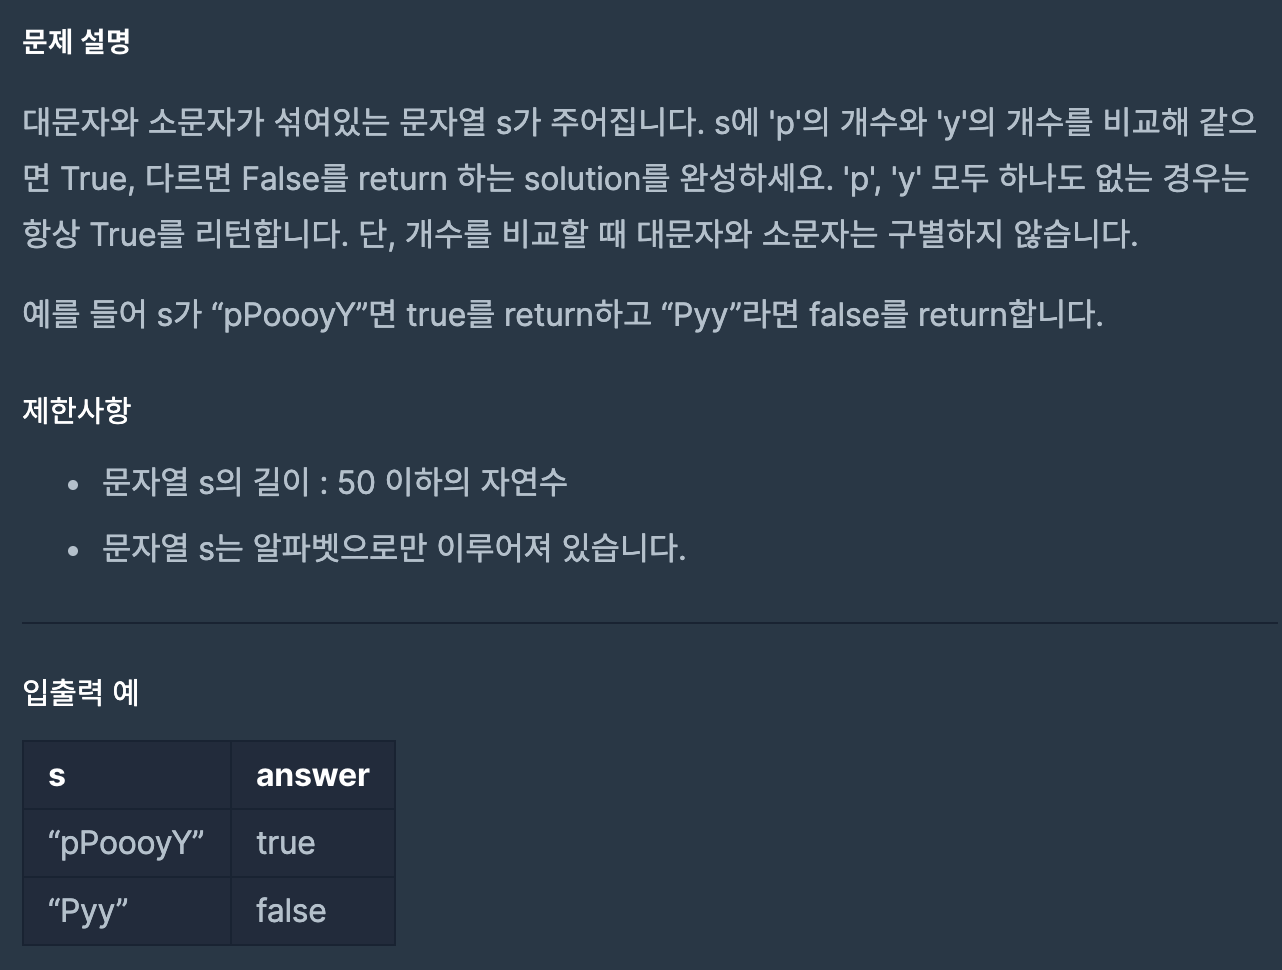 문제 설명
대문자와 소문자가 섞여있는 문자열 s가 주어집니다. s에 'p'의 개수와 'y'의 개수를 비교해 같으
면 True, 다르면 False를 return 하는 solution를 완성하세요. 'p', 'y' 모두 하나도 없는 경우는
항상 True를 리턴합니다. 단, 개수를 비교할 때 대문자와 소문자는 구별하지 않습니다.
예를 들어 s가 “pPoooyY”면 true를 return하고 “Pyy”라면 false를 return합니다.
제한사항
• 문자열 s의 길이 : 50 이하의 자연수
• 문자열 s는 알파벳으로만 이루어져 있습니다.
입출력 예
s answer
“pPoooyY” true
“Pyy” false